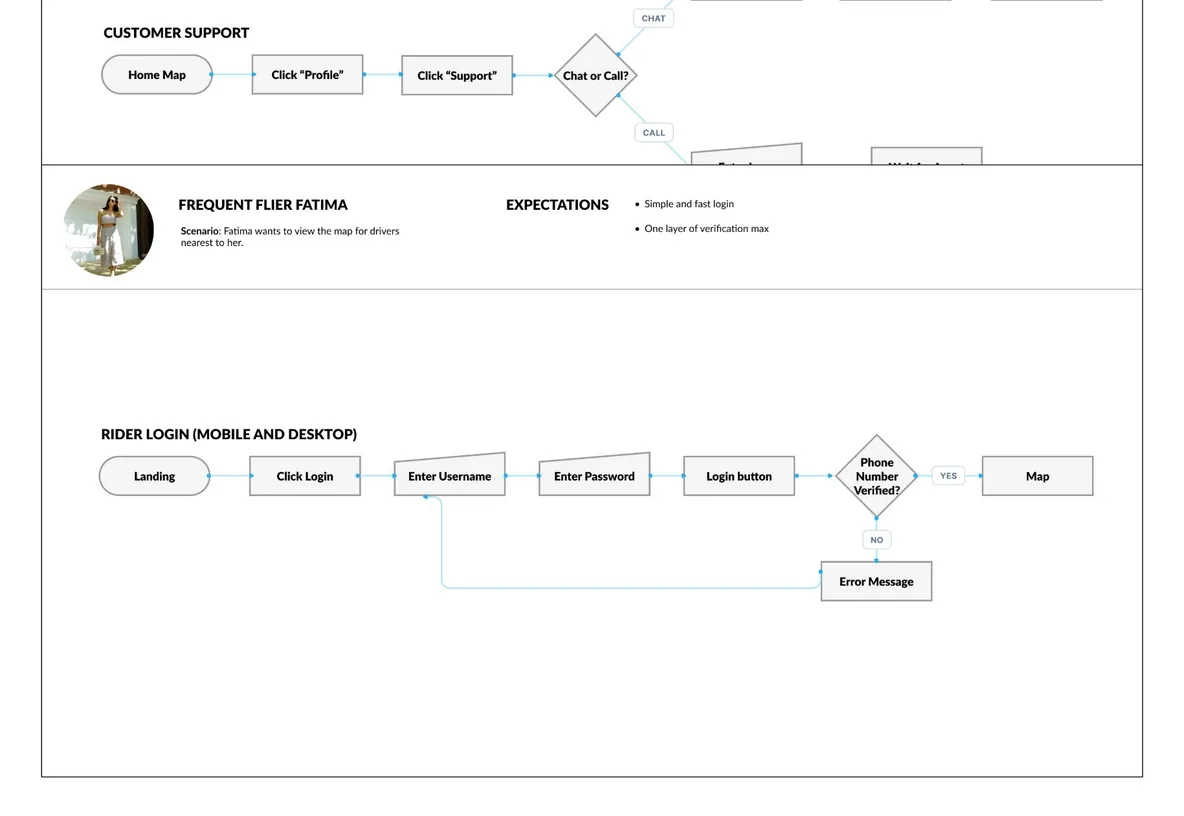 CHAT
CUSTOMER SUPPORT
Home Map
Click “Profile”
Click “Support”
Chat or Call?
CALL
FREQUENT FLIER FATIMA
Scenario: Fatima wants to view the map for drivers
nearest to her.
EXPECTATIONS
• Simple and fast login
• One layer of verification max
RIDER LOGIN (MOBILE AND DESKTOP)
Landing
Click Login
Enter Username
Enter Password
Login button
Phone
Number
Verified?
YES
Map
NO
Error Message